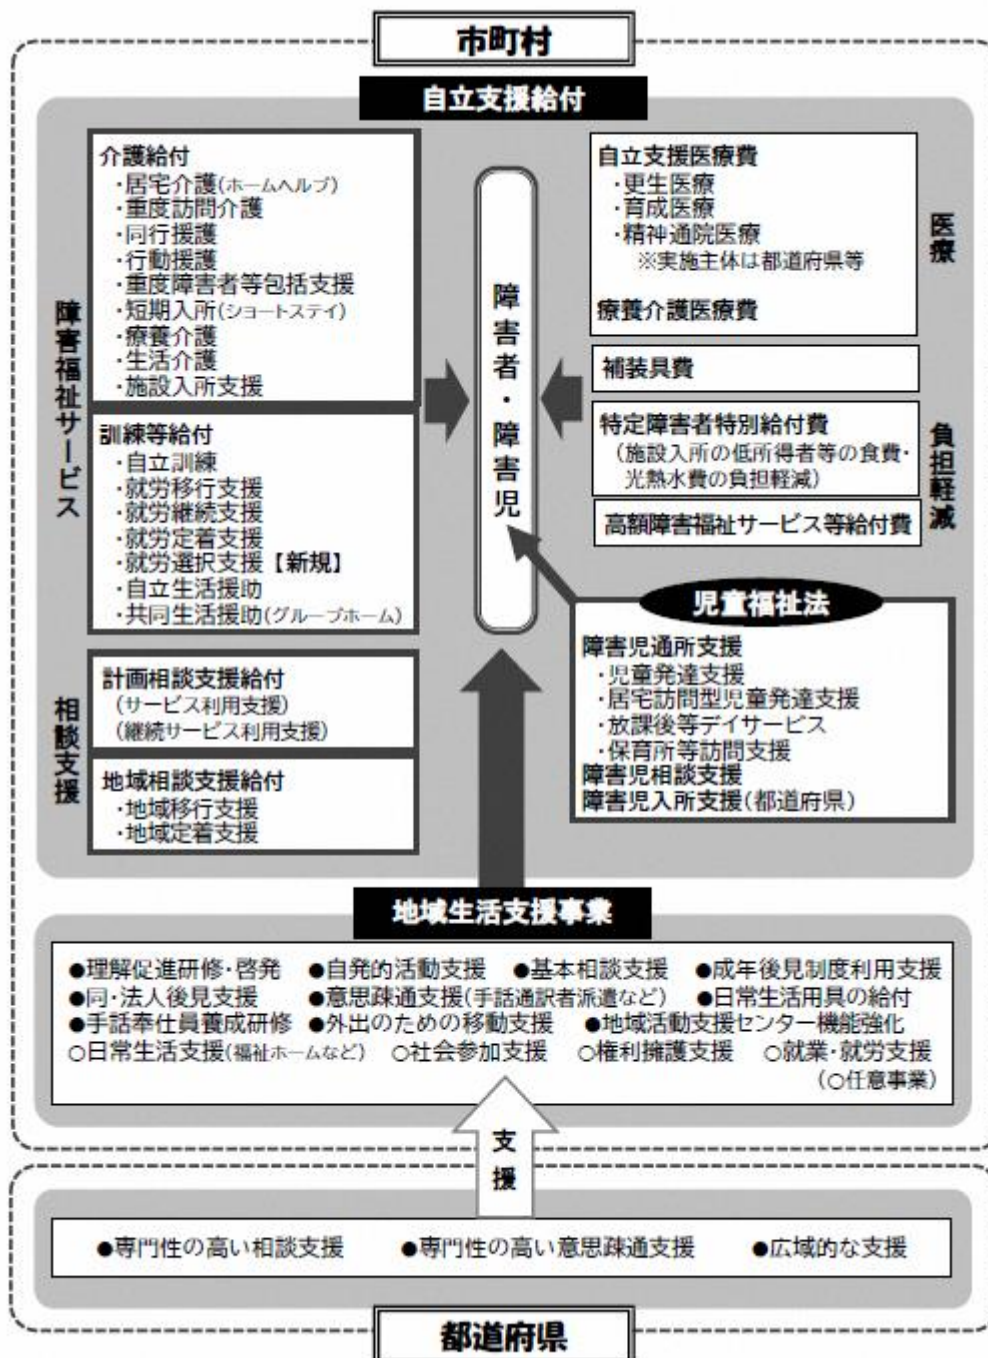 市町村
自立支援給付
障害福祉サービス
介護給付
・居宅介護(ホームヘルプ)
・重度訪問介護
・同行援護
・行動援護
・重度障害者等包括支援
・短期入所(ショートステイ)
・療養介護
・生活介護
・施設入所支援
訓練等給付
・自立訓練
・就労移行支援
・就労継続支援
・就労定着支援
・就労選択支援【新規】
・自立生活援助
・共同生活援助(グループホーム)
相談支援
計画相談支援給付
(サービス利用支援)
(継続サービス利用支援)
地域相談支援給付
・地域移行支援
・地域定着支援
障害者・障害児
自立支援医療費
・更生医療
・育成医療
・精神通院医療
※実施主体は都道府県等
療養介護医療費
医療
補装具費
特定障害者特別給付費
(施設入所の低所得者等の食費・
光熱水費の負担軽減)
高額障害福祉サービス等給付費
負担軽減
児童福祉法
障害児通所支援
・児童発達支援
・居宅訪問型児童発達支援
・放課後等デイサービス
・保育所等訪問支援
障害児相談支援
障害児入所支援(都道府県)
地域生活支援事業
●理解促進研修・啓発 ●自発的活動支援 ●基本相談支援 ●成年後見制度利用支援
●同・法人後見支援 ●意思疎通支援(手話通訳者派遣など) ●日常生活用具の給付
●手話奉仕員養成研修 ●外出のための移動支援 ●地域活動支援センター機能強化
○日常生活支援(福祉ホームなど) ○社会参加支援 ○権利擁護支援 ○就業・就労支援
(○任意事業)
支援
●専門性の高い相談支援 ●専門性の高い意思疎通支援 ●広域的な支援
都道府県